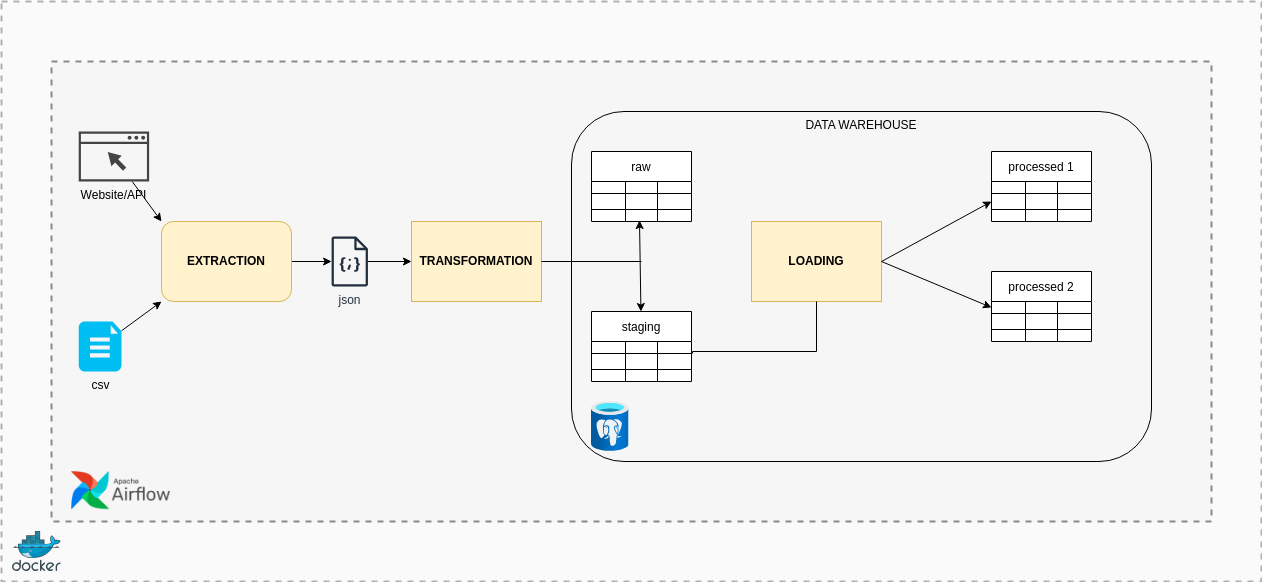 DATA WAREHOUSE
raw
processed 1
Website/API
EXTRACTION
{;}
json
TRANSFORMATION
LOADING
processed 2
staging
csv
Apache
Airflow
docker